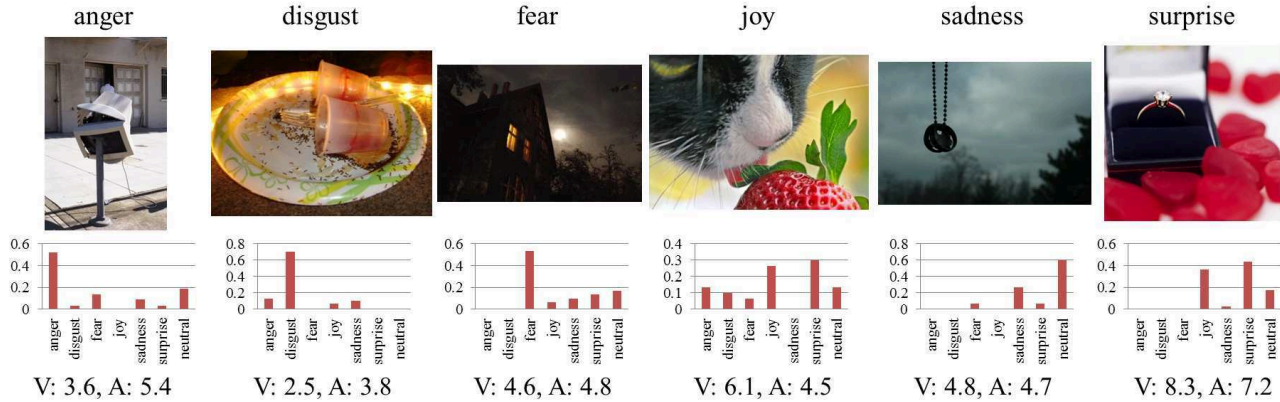 anger disgust fear joy sadness surprise
0.6 0.8 0.6 0.4 0.8 0.6
0.4 0.6 0.4 0.3 0.6 0.4
0.4 0.2 0.4
0.2 0.2 0.2 0.1 0.2 0.2
0 0 0 0 0 0
anger disgust fear joy sadness surprise neutral
anger disgust fear joy sadness surprise neutral
anger disgust fear joy sadness surprise neutral
anger disgust fear joy sadness surprise neutral
anger disgust fear joy sadness surprise neutral
anger disgust fear joy sadness surprise neutral
V: 3.6, A: 5.4 V: 2.5, A: 3.8 V: 4.6, A: 4.8 V: 6.1, A: 4.5 V: 4.8, A: 4.7 V: 8.3, A: 7.2